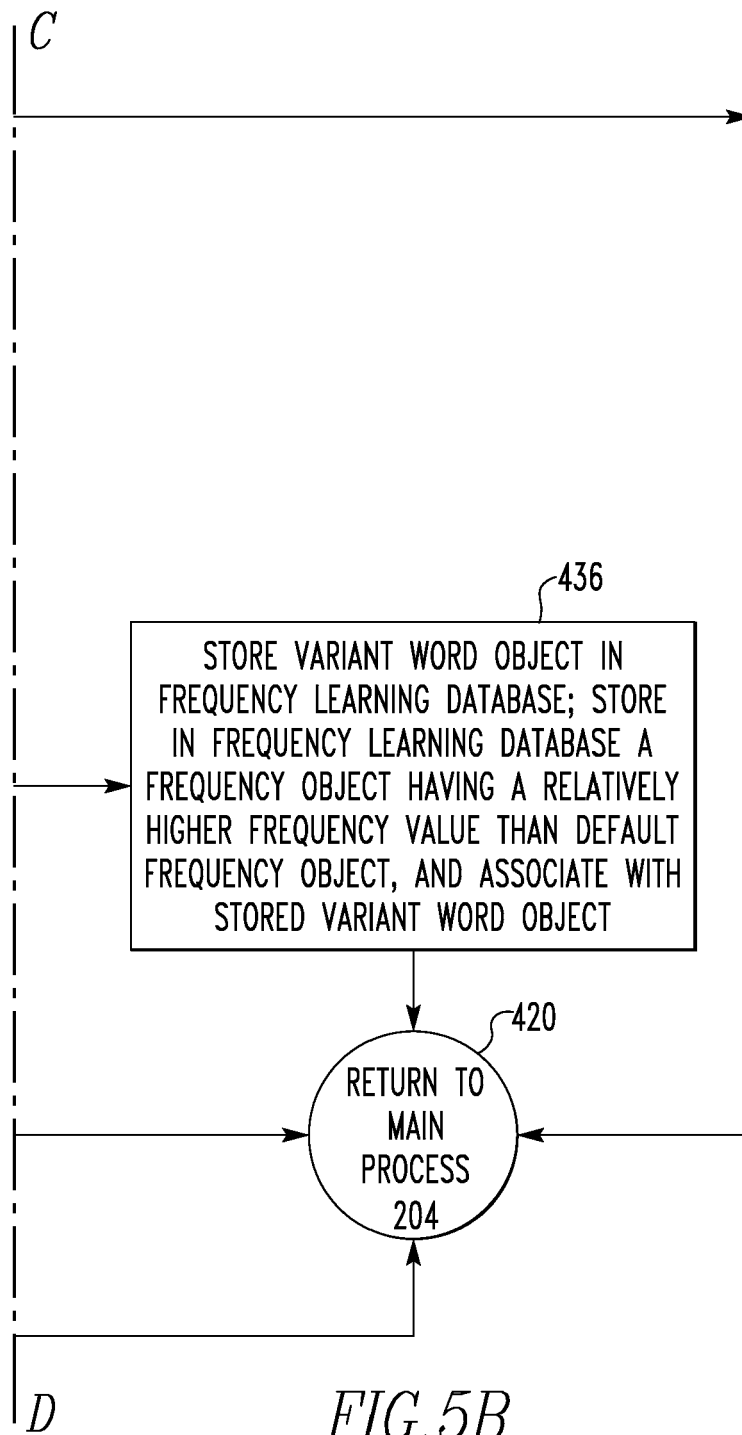 C
436
STORE VARIANT WORD OBJECT IN
FREQUENCY LEARNING DATABASE; STORE
IN FREQUENCY LEARNING DATABASE A
FREQUENCY OBJECT HAVING A RELATIVELY
HIGHER FREQUENCY VALUE THAN DEFAULT
FREQUENCY OBJECT, AND ASSOCIATE WITH
STORED VARIANT WORD OBJECT
420
RETURN TO
MAIN
PROCESS
204
D
FIG.5B